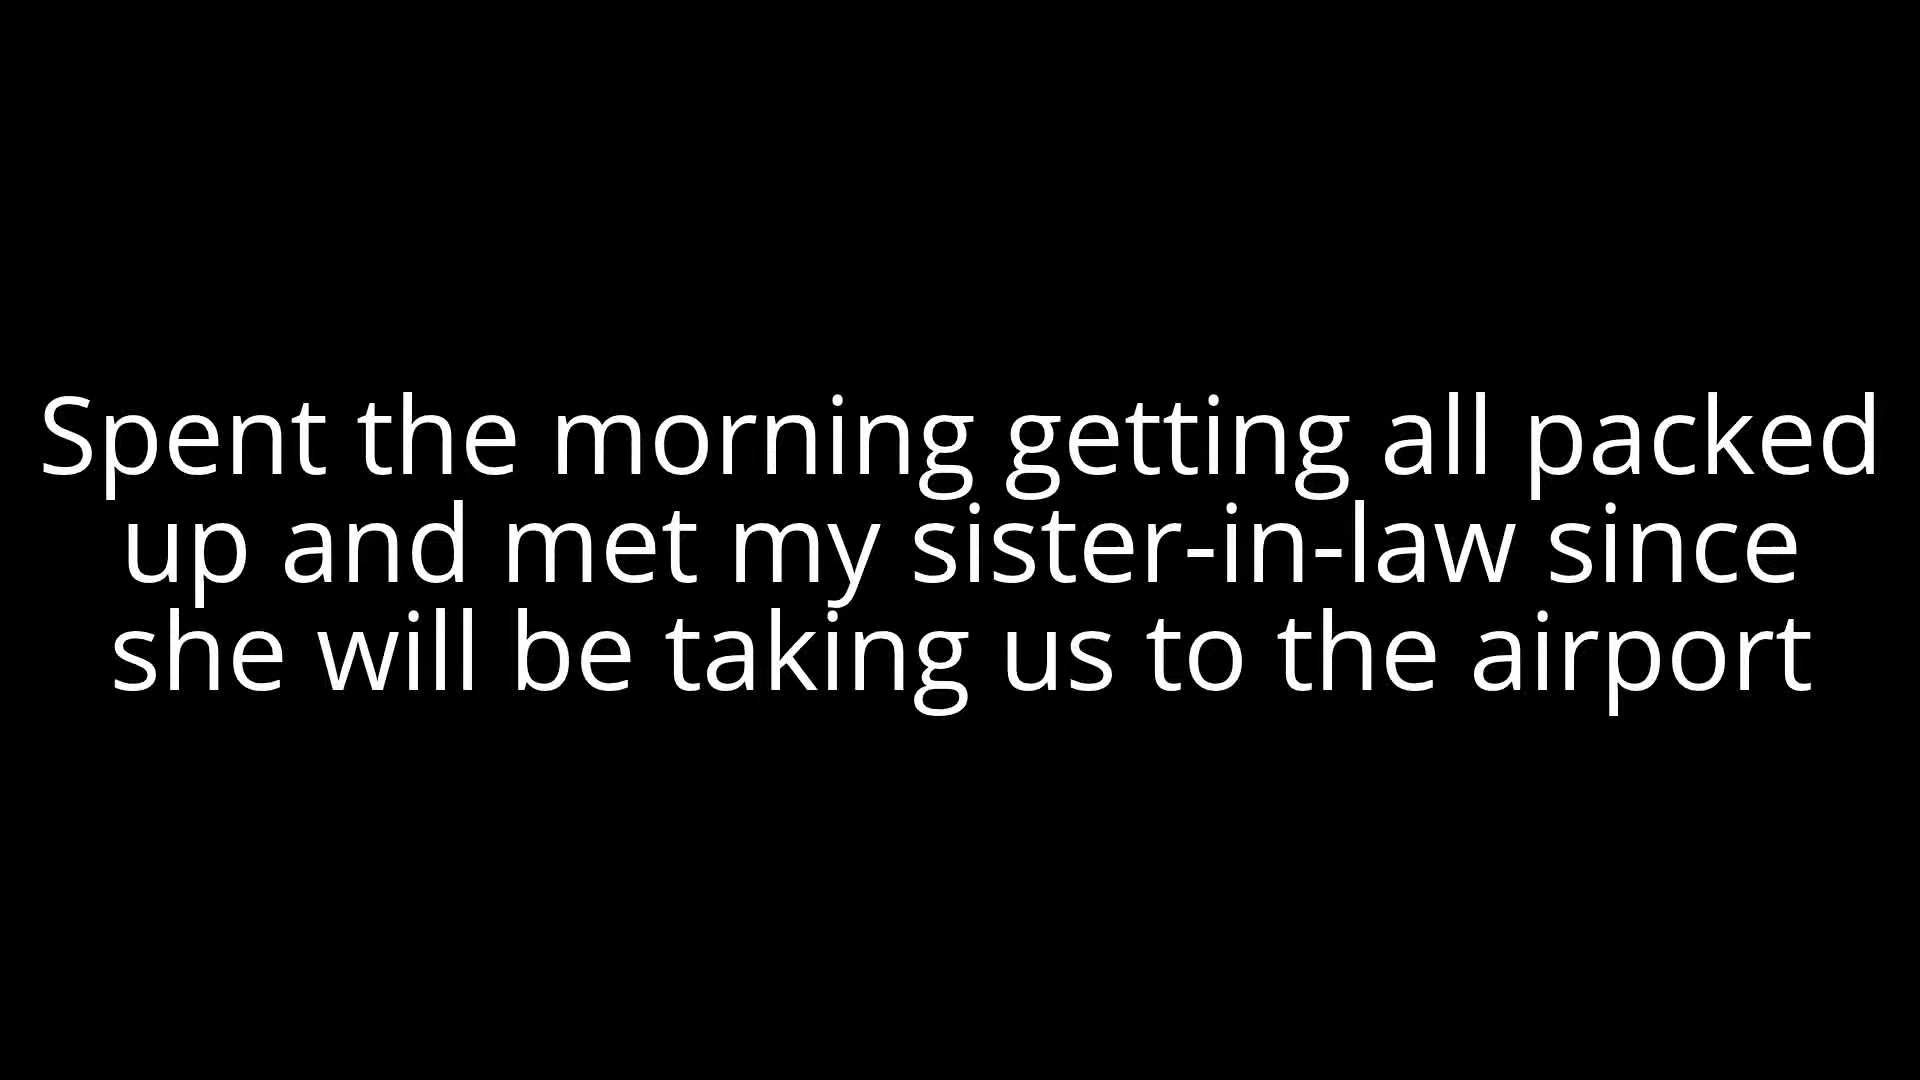 Spent the morning getting all packed
up and met my sister-in-law since
she will be taking us to the airport